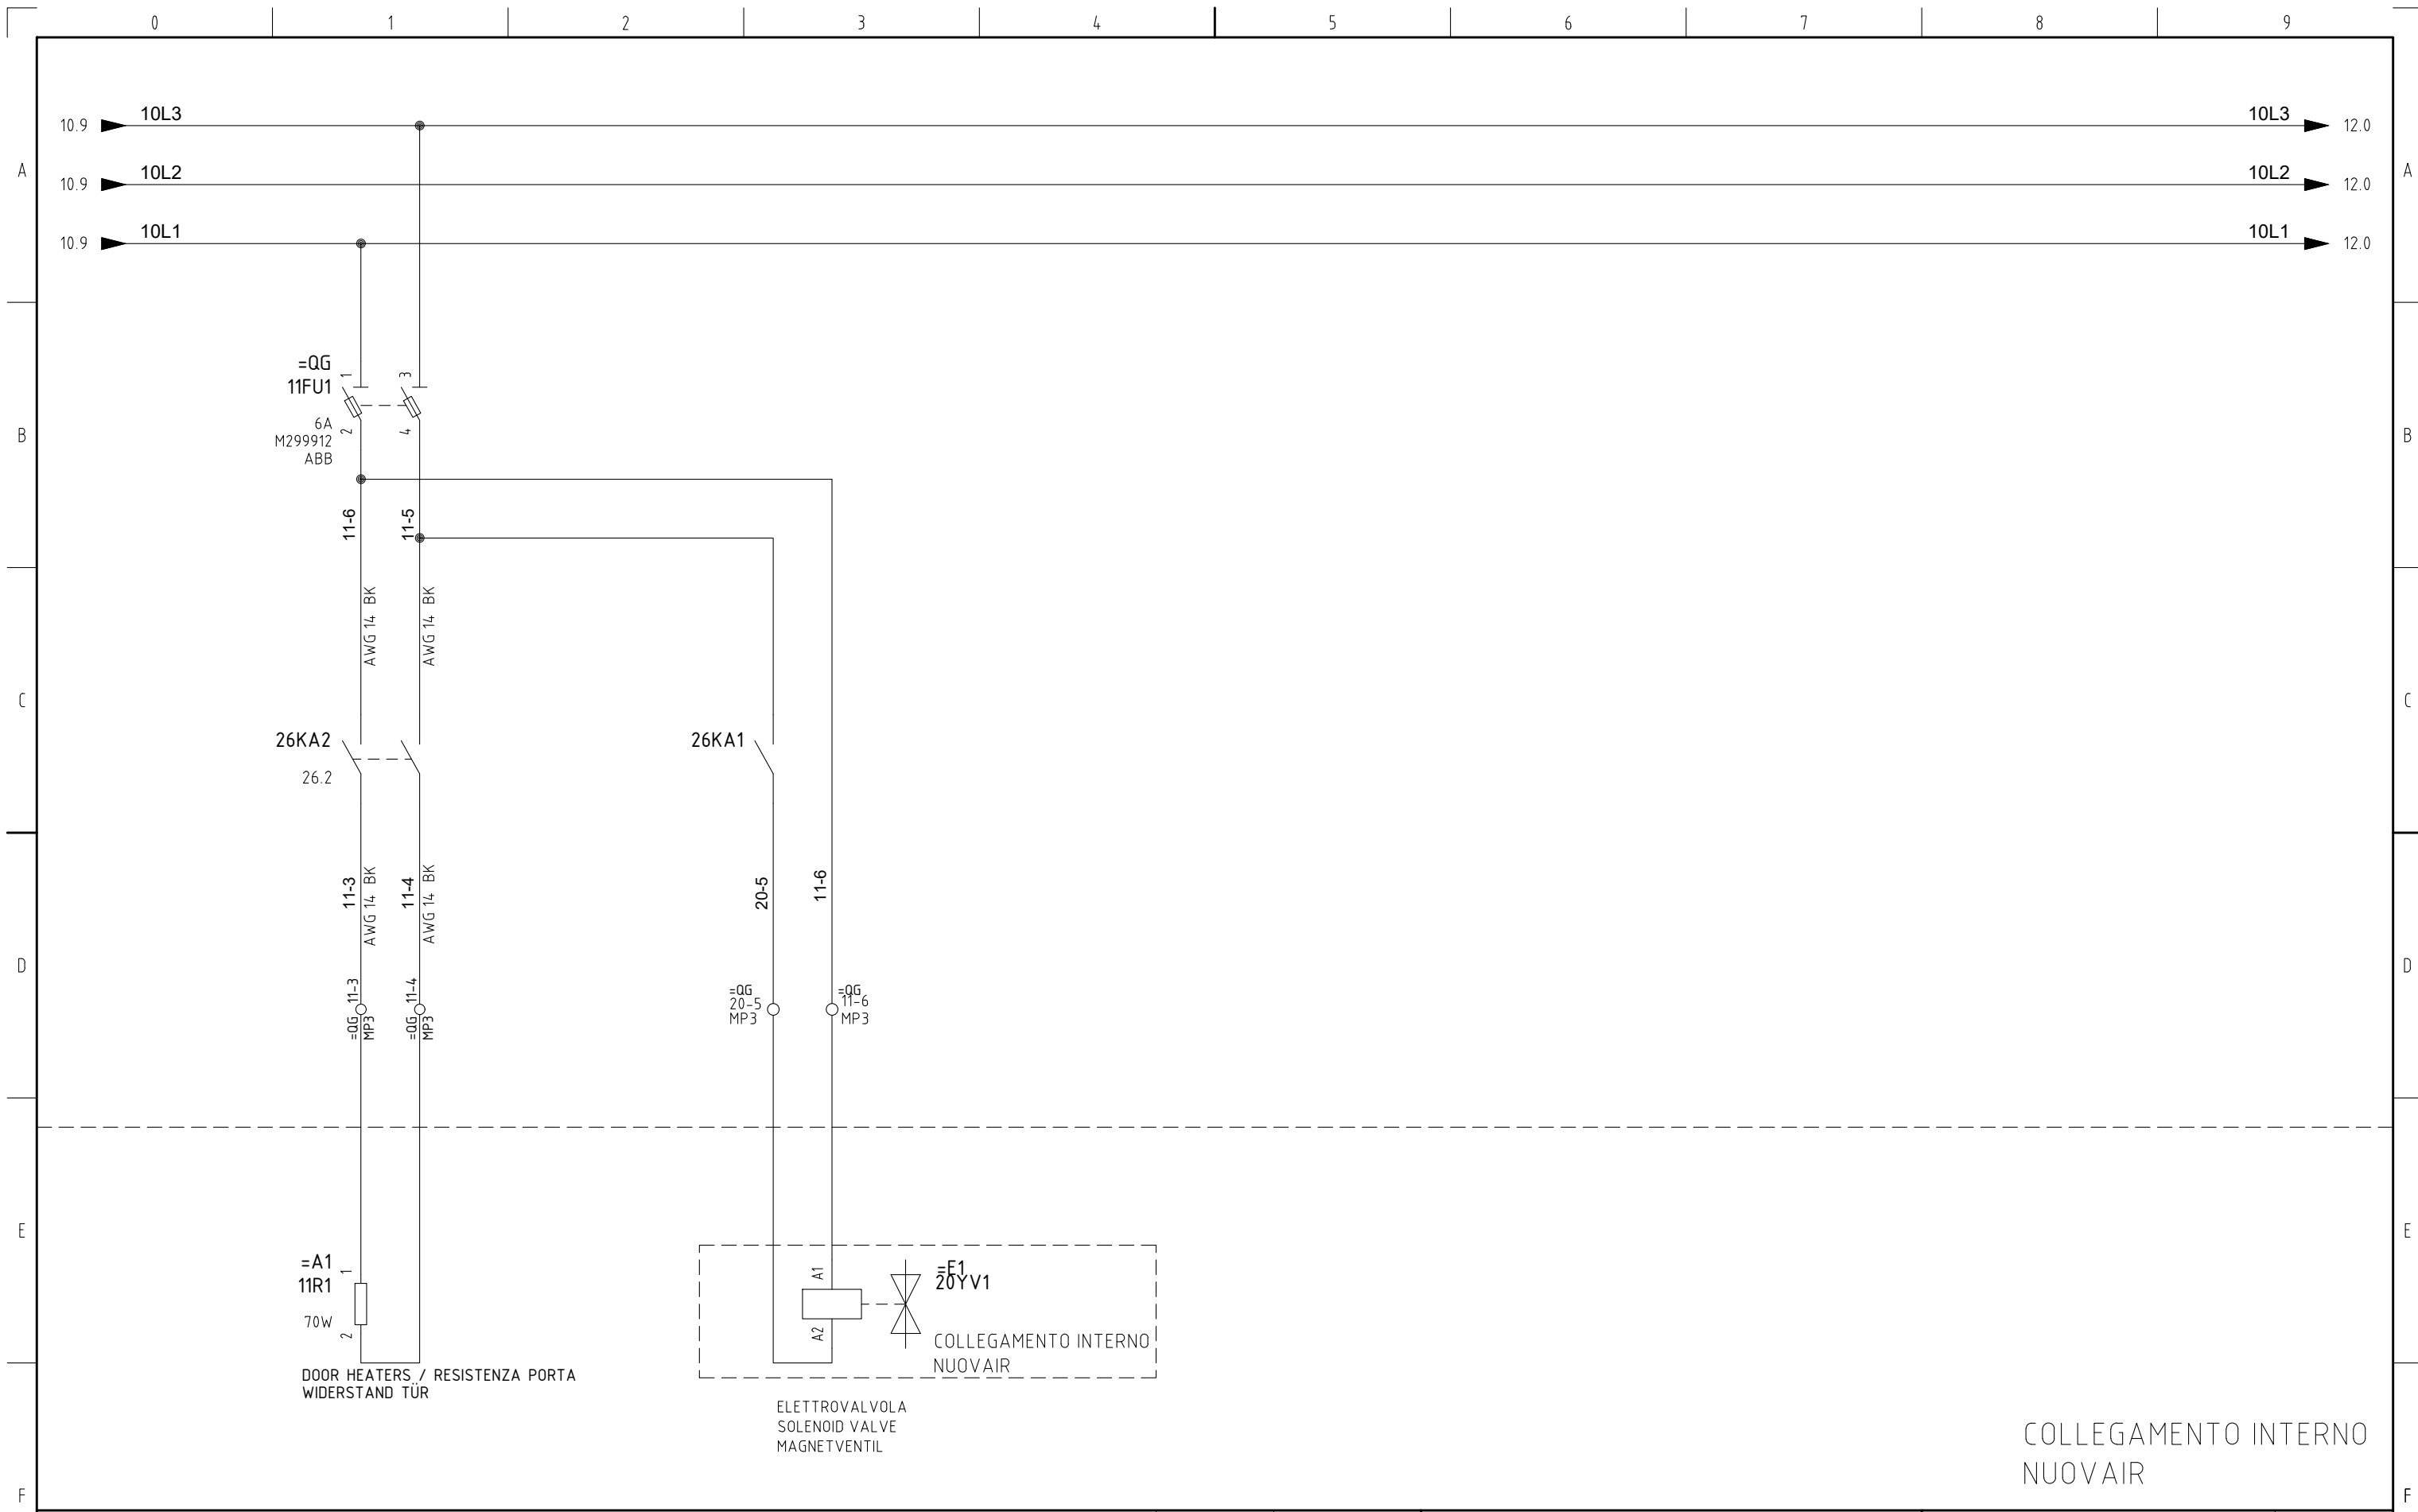 0 1 2 3 4 5 6 7 8 9
10.9 10L3 10L3 12.0
A A
10.9 10L2 10L2 12.0
10.9 10L1 10L1 12.0
=QG
11FU1
1 3
6A
M299912
ABB
2 4
B B
11-6 11-5
AWG 14 BK AWG 14 BK
C C
26KA2
26.2
26KA1
11-3 AWG 14 BK
11-4 AWG 14 BK
20-5 11-6
D D
=QG 11-3
MP3
=QG 11-4
MP3
=QG
20-5
MP3
=QG
11-6
MP3
E E
=A1
11R1
70W
1
2
A1
A2
=E1
20YV1
COLLEGAMENTO INTERNO
NUOVAIR
DOOR HEATERS / RESISTENZA PORTA
WIDERSTAND TÜR
ELETTROVALVOLA
SOLENOID VALVE
MAGNETVENTIL
COLLEGAMENTO INTERNO
NUOVAIR
F F